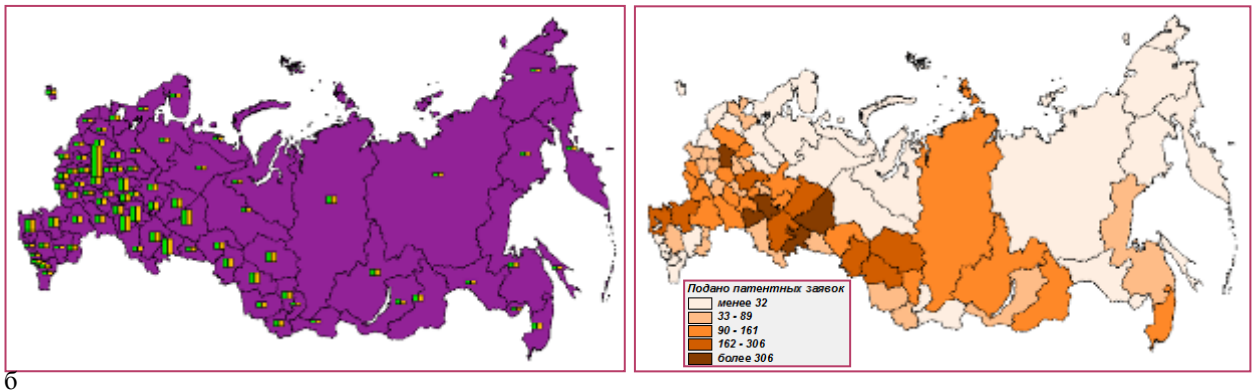 Подано патентных заявок
менее 32
33 - 89
90 - 161
162 - 306
более 306
б